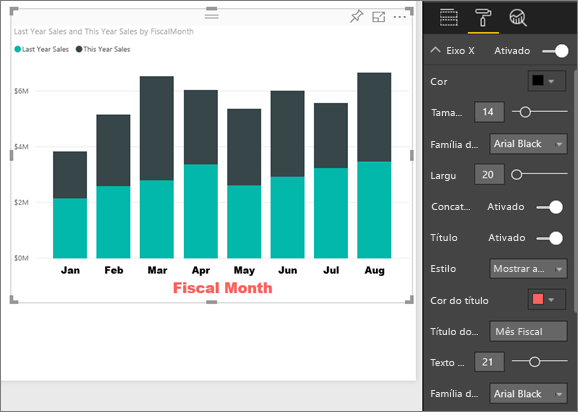 Last Year Sales and This Year Sales by FiscalMonth
Last Year Sales This Year Sales
$6M
$4M
$2M
$0M
Jan Feb Mar Apr May Jun Jul Aug
Fiscal Month
Eixo X Ativado
Cor
Tama... 14
Família d... Arial Black
Largu 20
Concat... Ativado
Título Ativado
Estilo Mostrar a...
Cor do título
Título do... Mês Fiscal
Texto ... 21
Família d... Arial Black